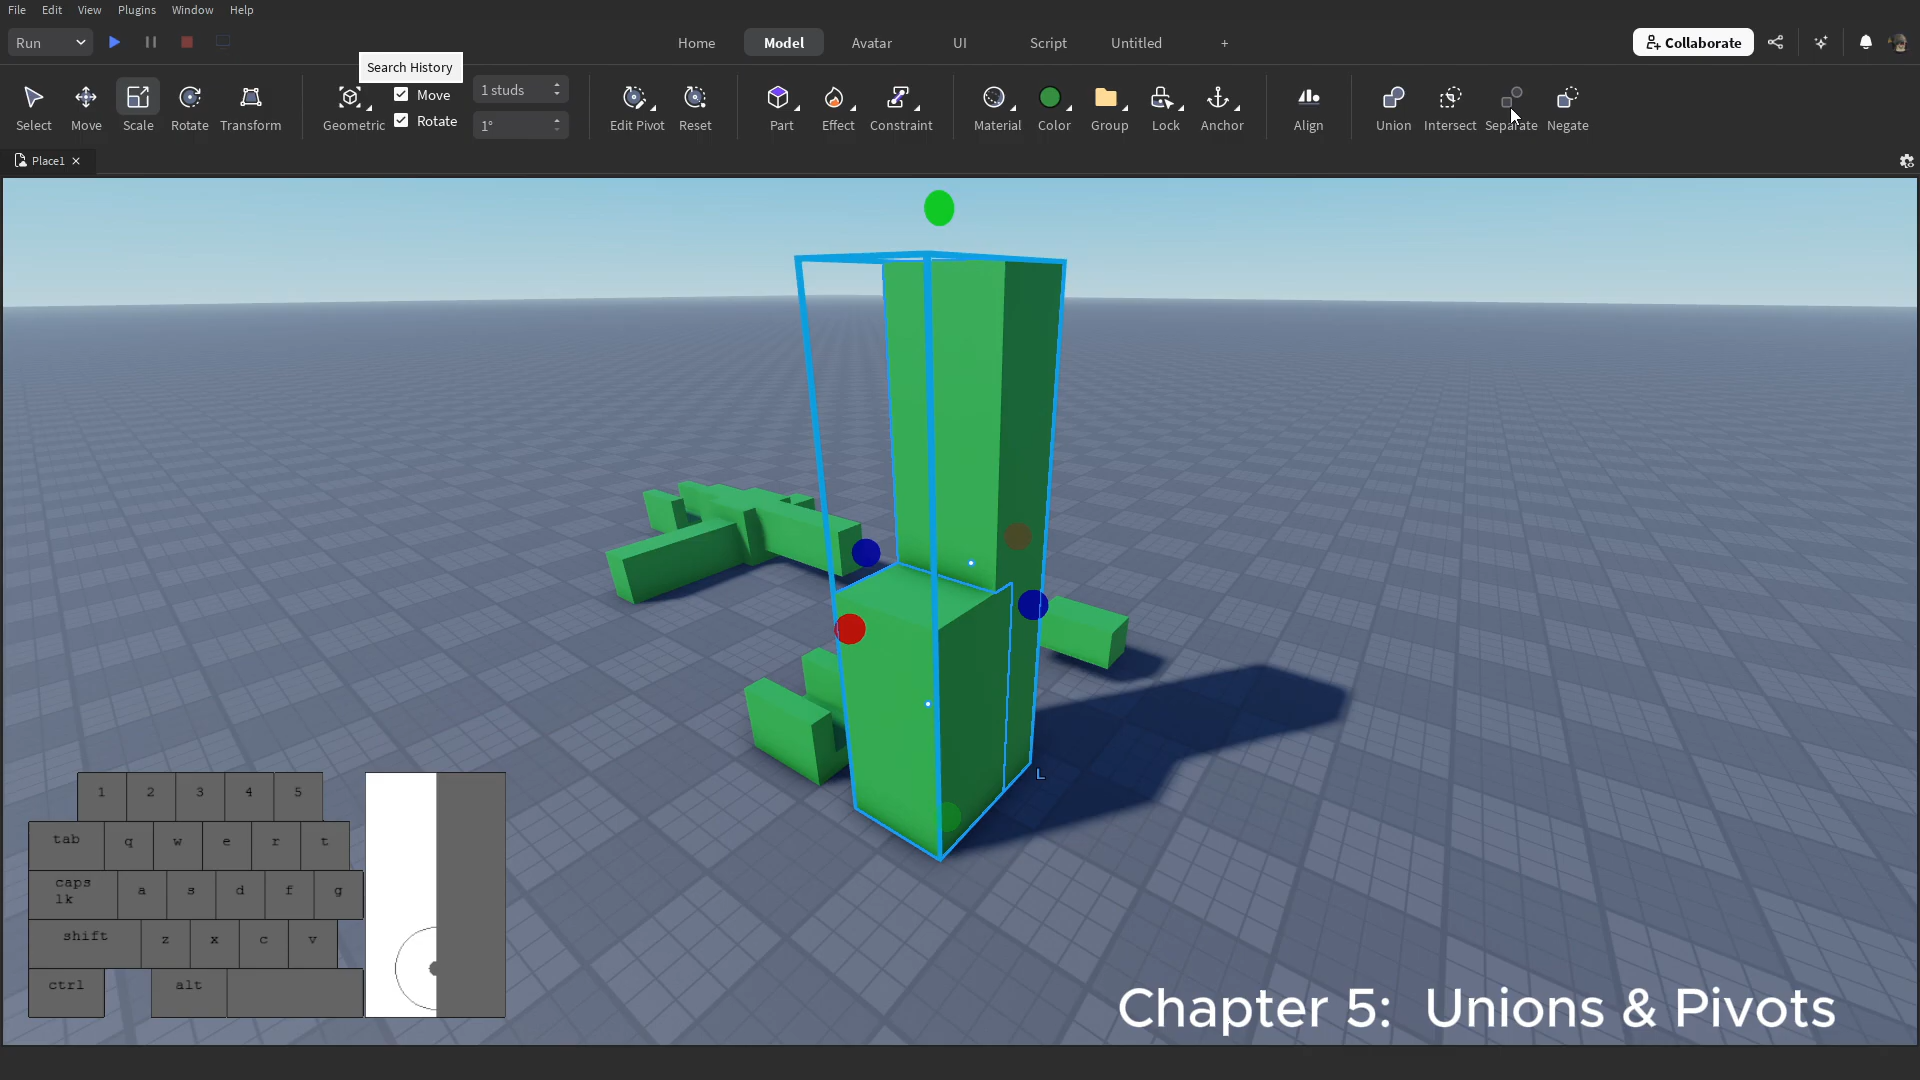 File Edit View Plugins Window Help
Run
Home Model Avatar UI Script Untitled +
Collaborate
Search History
Move
1 studs
Rotate
1°
Select Move Scale Rotate Transform Geometric Edit Pivot Reset Part Effect Constraint Material Color Group Lock Anchor Align Union Intersect Separate Negate
Place1
L
1 2 3 4 5
tab q w e r t
caps
lk
a s d f g
shift z x c v
ctrl alt
Chapter 5: Unions & Pivots